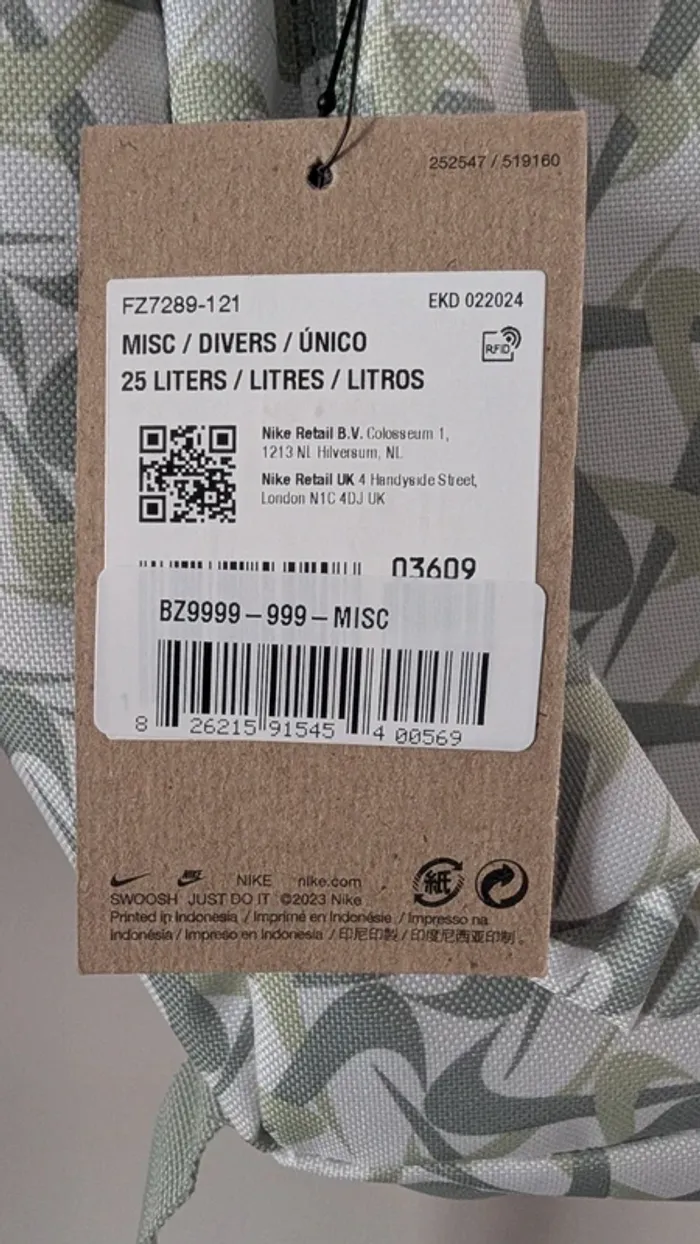 252547 / 519160
FZ7289-121
EKD 022024
MISC / DIVERS / ÚNICO
RFID
25 LITERS / LITRES / LITROS
Nike Retail B.V. Colosseum 1,
1213 NL Hilversum, NL
Nike Retail UK 4 Handyside Street,
London N1C 4DJ UK
03609
BZ9999-999-MISC
8 26215 91545 4 00569
NIKE NIKE nike.com
紙
SWOOSH JUST DO IT ©2023 Nike
Printed in Indonesia / Imprimé en Indonésie / Impresso na
Indonésia / Impreso en Indonesia / 印尼印製 / 印度尼西亚印制。